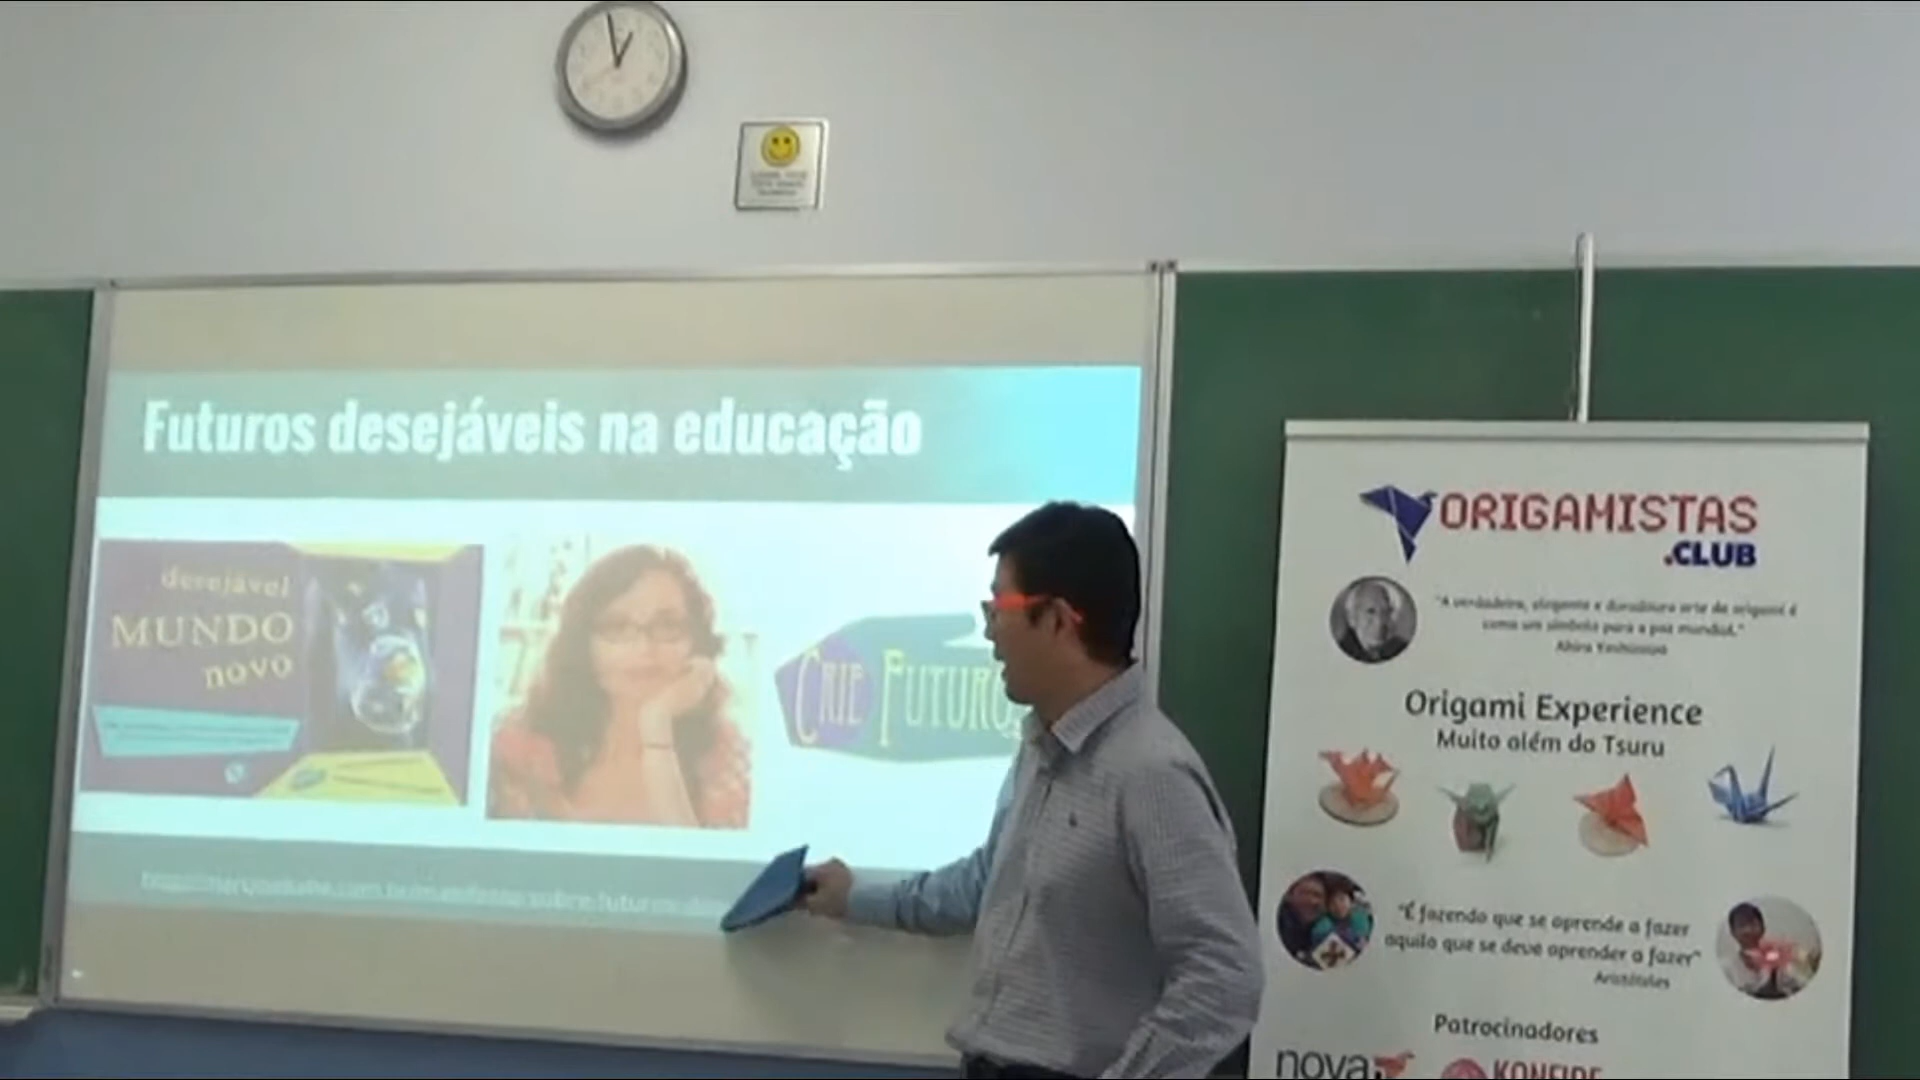 Futuros desejáveis na educação
desejável
MUNDO
novo
CRIE FUTUROS
ORIGAMISTAS
.CLUB
"A verdadeira, elegante e duradoura arte do origami é
como um símbolo para a paz mundial."
Akira Yoshizawa
Origami Experience
Muito além do Tsuru
"É fazendo que se aprende a fazer
aquilo que se deve aprender a fazer"
Aristóteles
Patrocinadores
nova